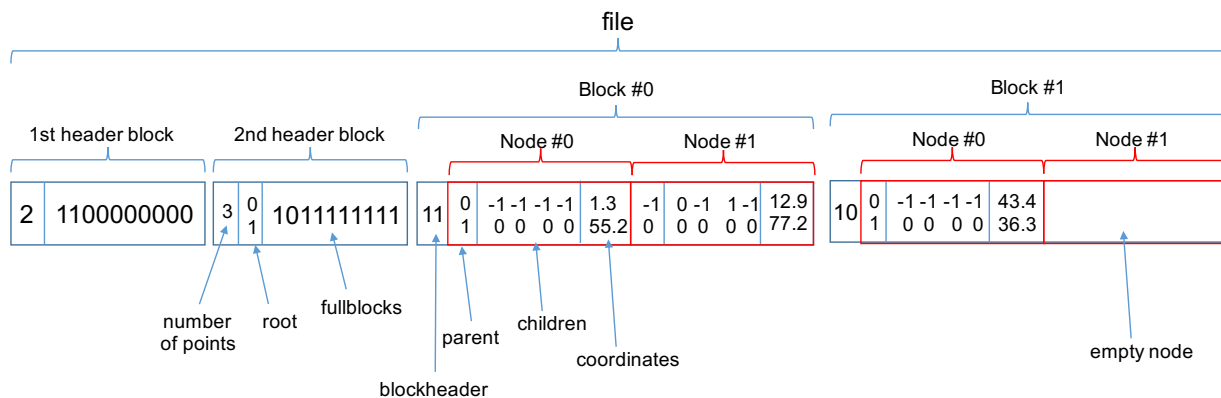 file
Block #0
Block #1
1st header block
2nd header block
Node #0
Node #1
Node #0
Node #1
2
1100000000
3
0
1
1011111111
11
0
1
-1 -1 -1 -1
0 0 0 0
1.3
55.2
-1
0
0 -1 1 -1
0 0 0 0
12.9
77.2
10
0
1
-1 -1 -1 -1
0 0 0 0
43.4
36.3
number
of points
root
fullblocks
blockheader
parent
children
coordinates
empty node